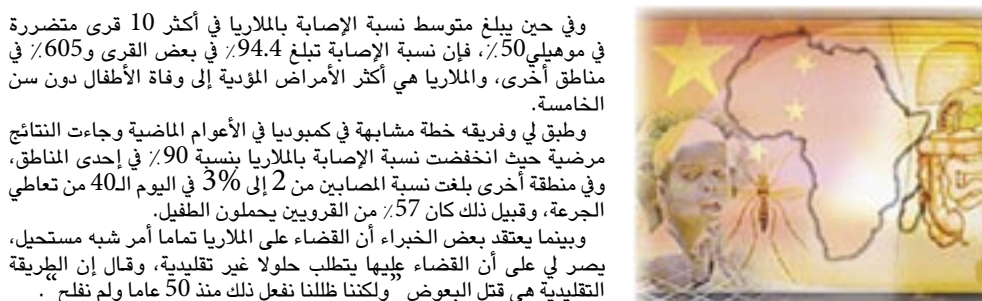 وفي حين يبلغ متوسط نسبة الإصابة بالملاريا في أكثر 10 قرى متضررة
في موهيلي50٪، فإن نسبة الإصابة تبلغ 94.4٪ في بعض القرى و605٪ في
مناطق أخرى، والملاريا هي أكثر الأمراض المؤدية إلى وفاة الأطفال دون سن
الخامسة.
وطبق لي وفريقه خطة مشابهة في كمبوديا في الأعوام الماضية وجاءت النتائج
مرضية حيث انخفضت نسبة الإصابة بالملاريا بنسبة 90٪ في إحدى المناطق،
وفي منطقة أخرى بلغت نسبة المصابين من 2 إلى 3% في اليوم الـ40 من تعاطي
الجرعة، وقبيل ذلك كان 57٪ من القرويين يحملون الطفيل.
وبينما يعتقد بعض الخبراء أن القضاء على الملاريا تماما أمر شبه مستحيل،
يصر لي على أن القضاء عليها يتطلب حلولا غير تقليدية، وقال إن الطريقة
التقليدية هي قتل البعوض ”ولكننا ظللنا نفعل ذلك منذ 50 عاما ولم نفلح“.